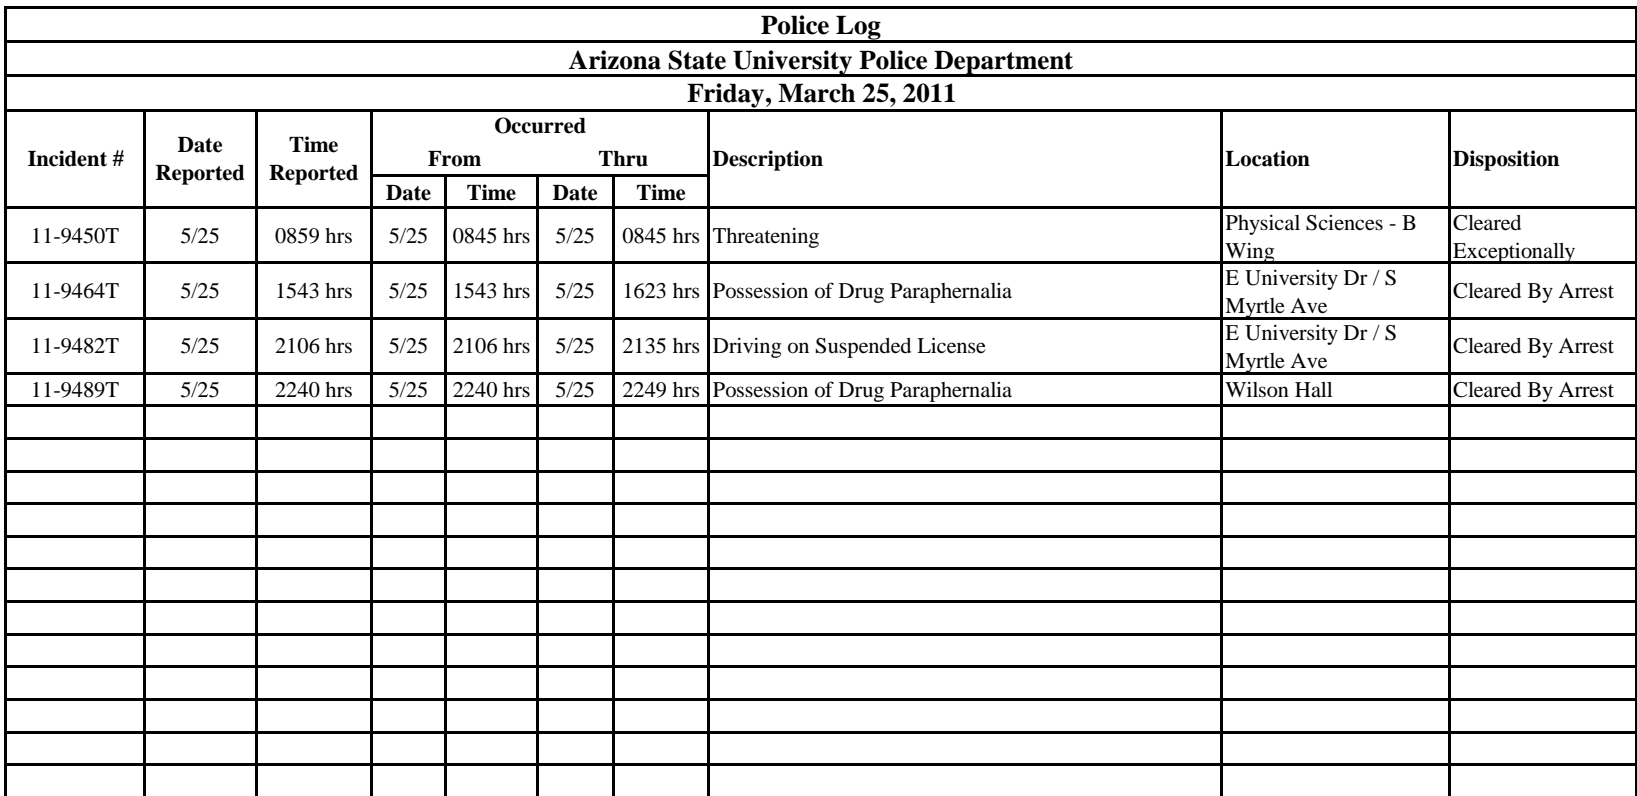 Police Log
Arizona State University Police Department
Friday, March 25, 2011
Incident # Date Reported Time Reported Occurred Description Location Disposition
From Thru
Date Time Date Time
11-9450T 5/25 0859 hrs 5/25 0845 hrs 5/25 0845 hrs Threatening Physical Sciences - B Wing Cleared Exceptionally
11-9464T 5/25 1543 hrs 5/25 1543 hrs 5/25 1623 hrs Possession of Drug Paraphernalia E University Dr / S Myrtle Ave Cleared By Arrest
11-9482T 5/25 2106 hrs 5/25 2106 hrs 5/25 2135 hrs Driving on Suspended License E University Dr / S Myrtle Ave Cleared By Arrest
11-9489T 5/25 2240 hrs 5/25 2240 hrs 5/25 2249 hrs Possession of Drug Paraphernalia Wilson Hall Cleared By Arrest